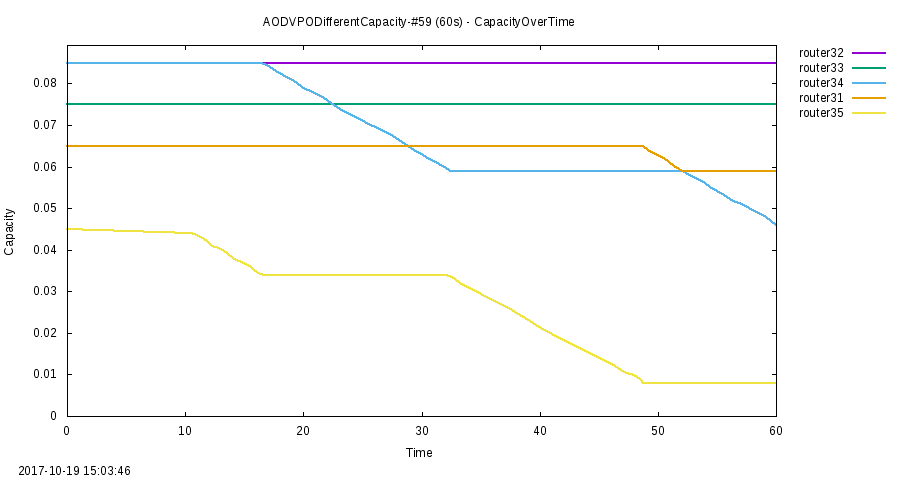 AODVPODifferentCapacity-#59 (60s) - CapacityOverTime
router32
router33
router34
router31
router35
0.08
0.07
0.06
0.05
0.04
0.03
0.02
0.01
0
Capacity
0 10 20 30 40 50 60
Time
2017-10-19 15:03:46